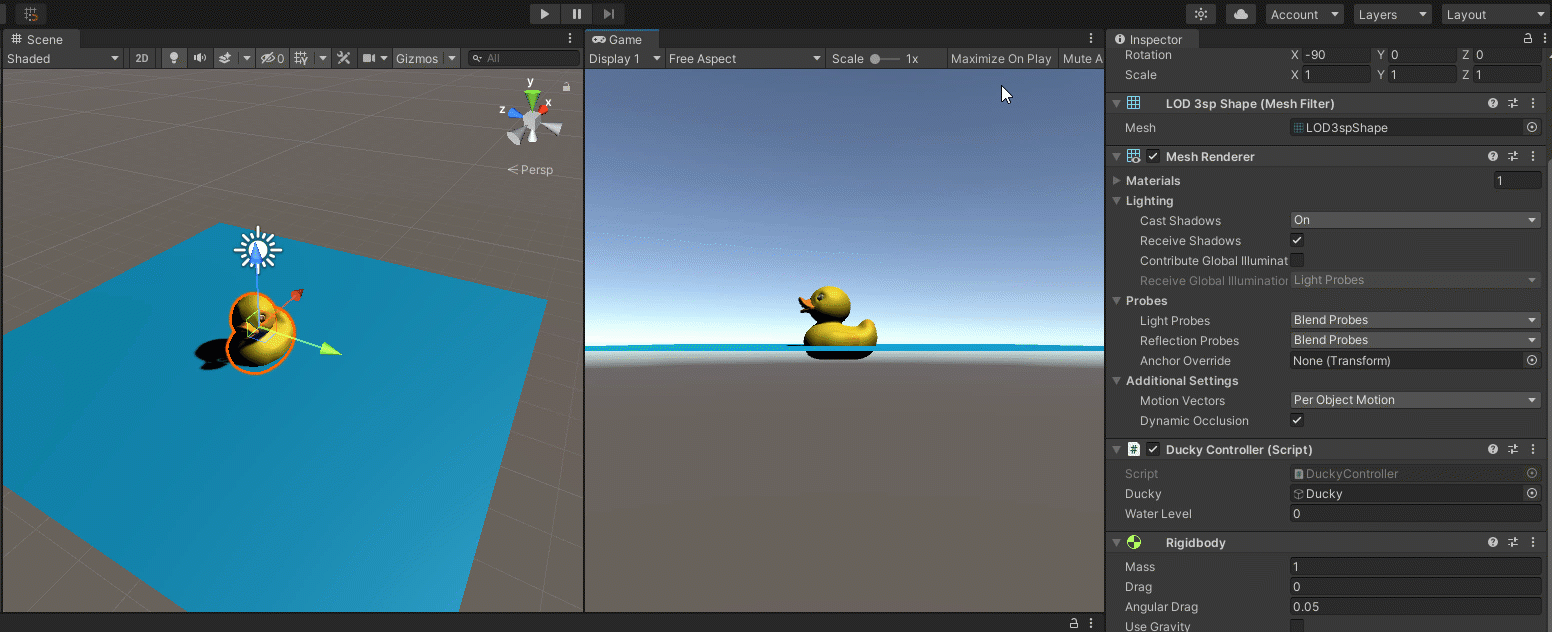 Account
Layers
Layout
Scene
Shaded
2D
0
Gizmos
All
y
x
z
Persp
Game
Display 1
Free Aspect
Scale
1x
Maximize On Play
Mute A
Inspector
Rotation
X -90
Y 0
Z 0
Scale
X 1
Y 1
Z 1
LOD 3sp Shape (Mesh Filter)
Mesh
LOD3spShape
Mesh Renderer
Materials
1
Lighting
Cast Shadows
On
Receive Shadows
Contribute Global Illuminat
Receive Global Illumination
Light Probes
Probes
Light Probes
Blend Probes
Reflection Probes
Blend Probes
Anchor Override
None (Transform)
Additional Settings
Motion Vectors
Per Object Motion
Dynamic Occlusion
# Ducky Controller (Script)
Script
DuckyController
Ducky
Ducky
Water Level
0
Rigidbody
Mass
1
Drag
0
Angular Drag
0.05
Use Gravity